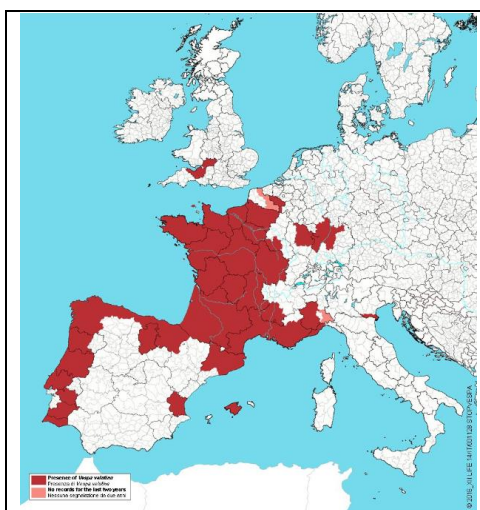 Presence of Vespa velutina
Presenza di Vespa velutina
No records for the last two years
Nessuna segnalazione da due anni